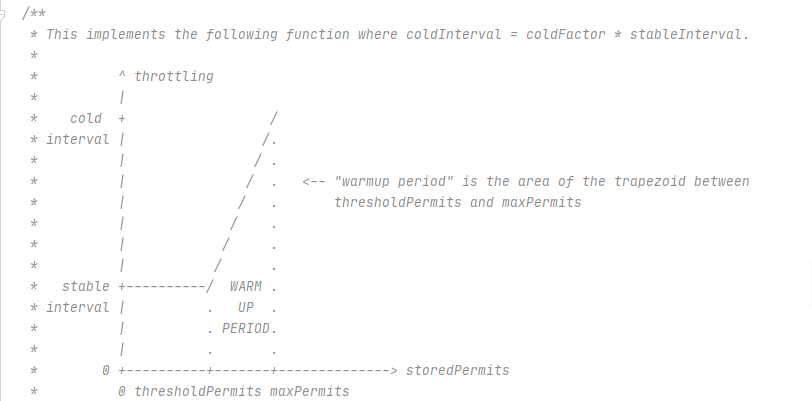 /**
 * This implements the following function where coldInterval = coldFactor * stableInterval.
 *
 *          ^ throttling
 *          |
 *    cold  +                  /
 * interval |                 /.
 *          |                / .
 *          |               /  .   <-- "warmup period" is the area of the trapezoid between
 *          |              /   .       thresholdPermits and maxPermits
 *          |             /    .
 *          |            /     .
 *          |           /      .
 *   stable +----------/  WARM .
 * interval |          .   UP  .
 *          |          . PERIOD.
 *          |          .       .
 *        0 +----------+-------+--------------> storedPermits
 *          0 thresholdPermits maxPermits